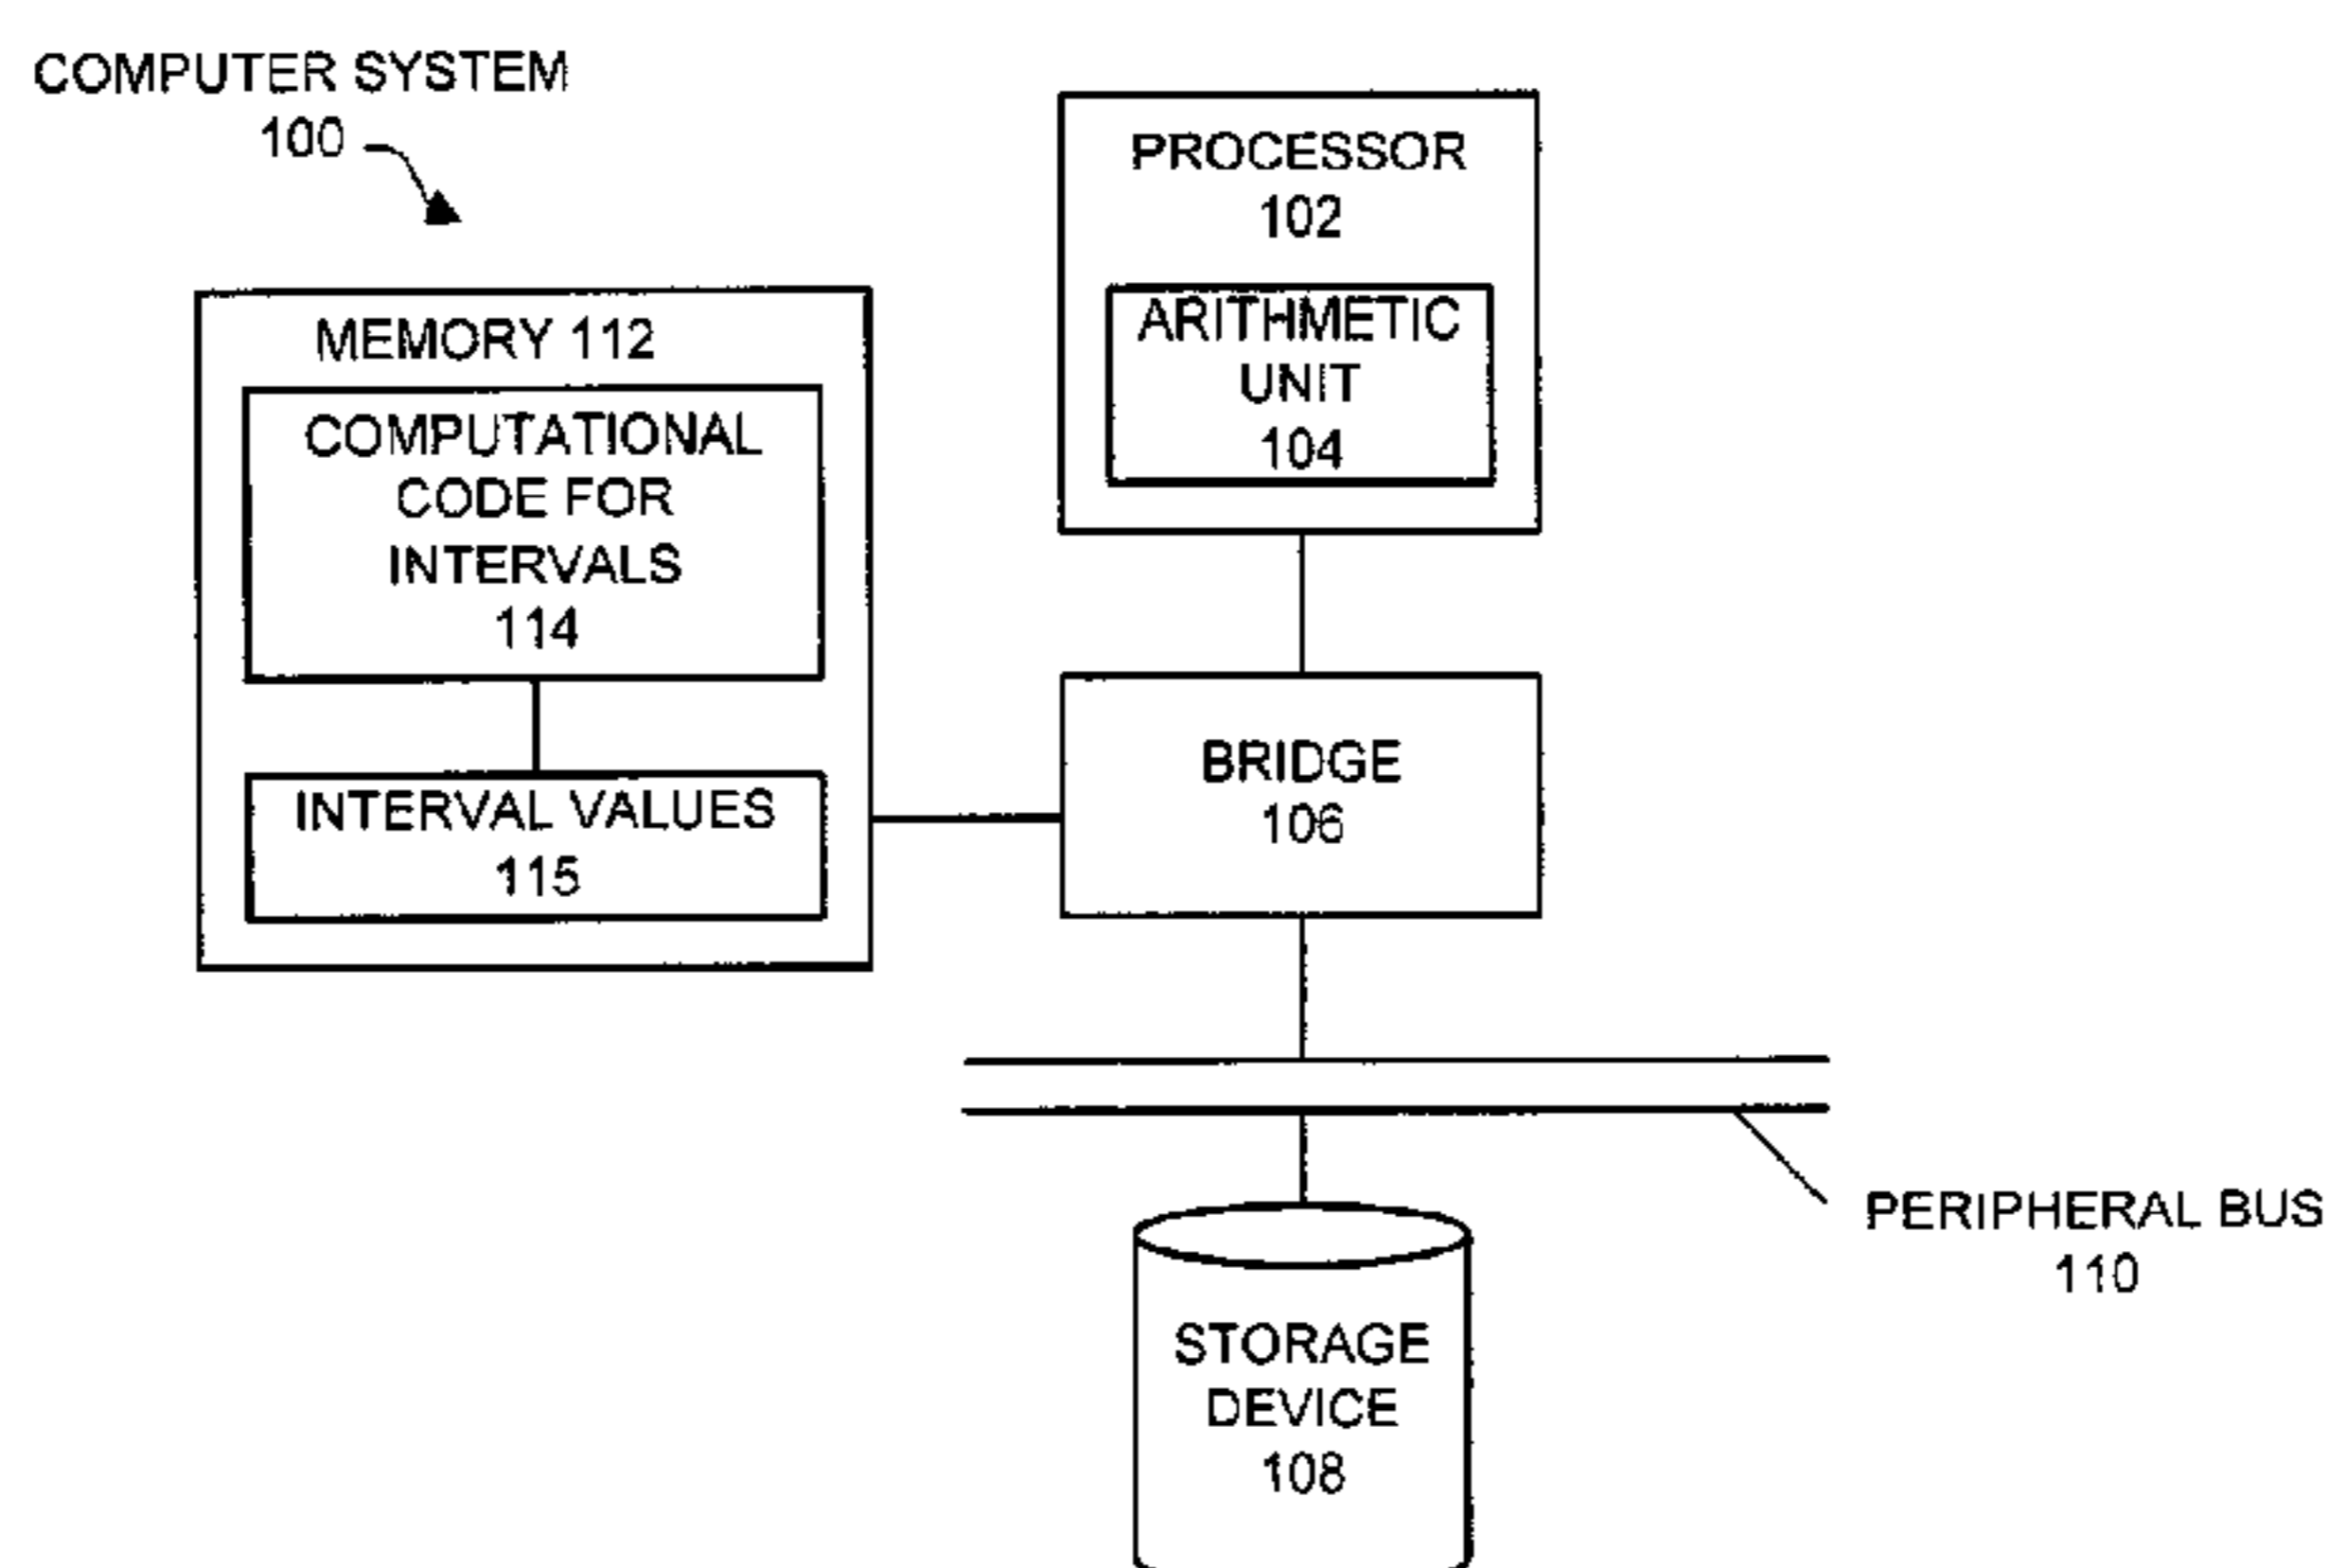 COMPUTER SYSTEM
100
PROCESSOR
102
ARITHMETIC
UNIT
104
MEMORY 112
COMPUTATIONAL
CODE FOR
INTERVALS
114
INTERVAL VALUES
115
BRIDGE
106
PERIPHERAL BUS
110
STORAGE
DEVICE
108